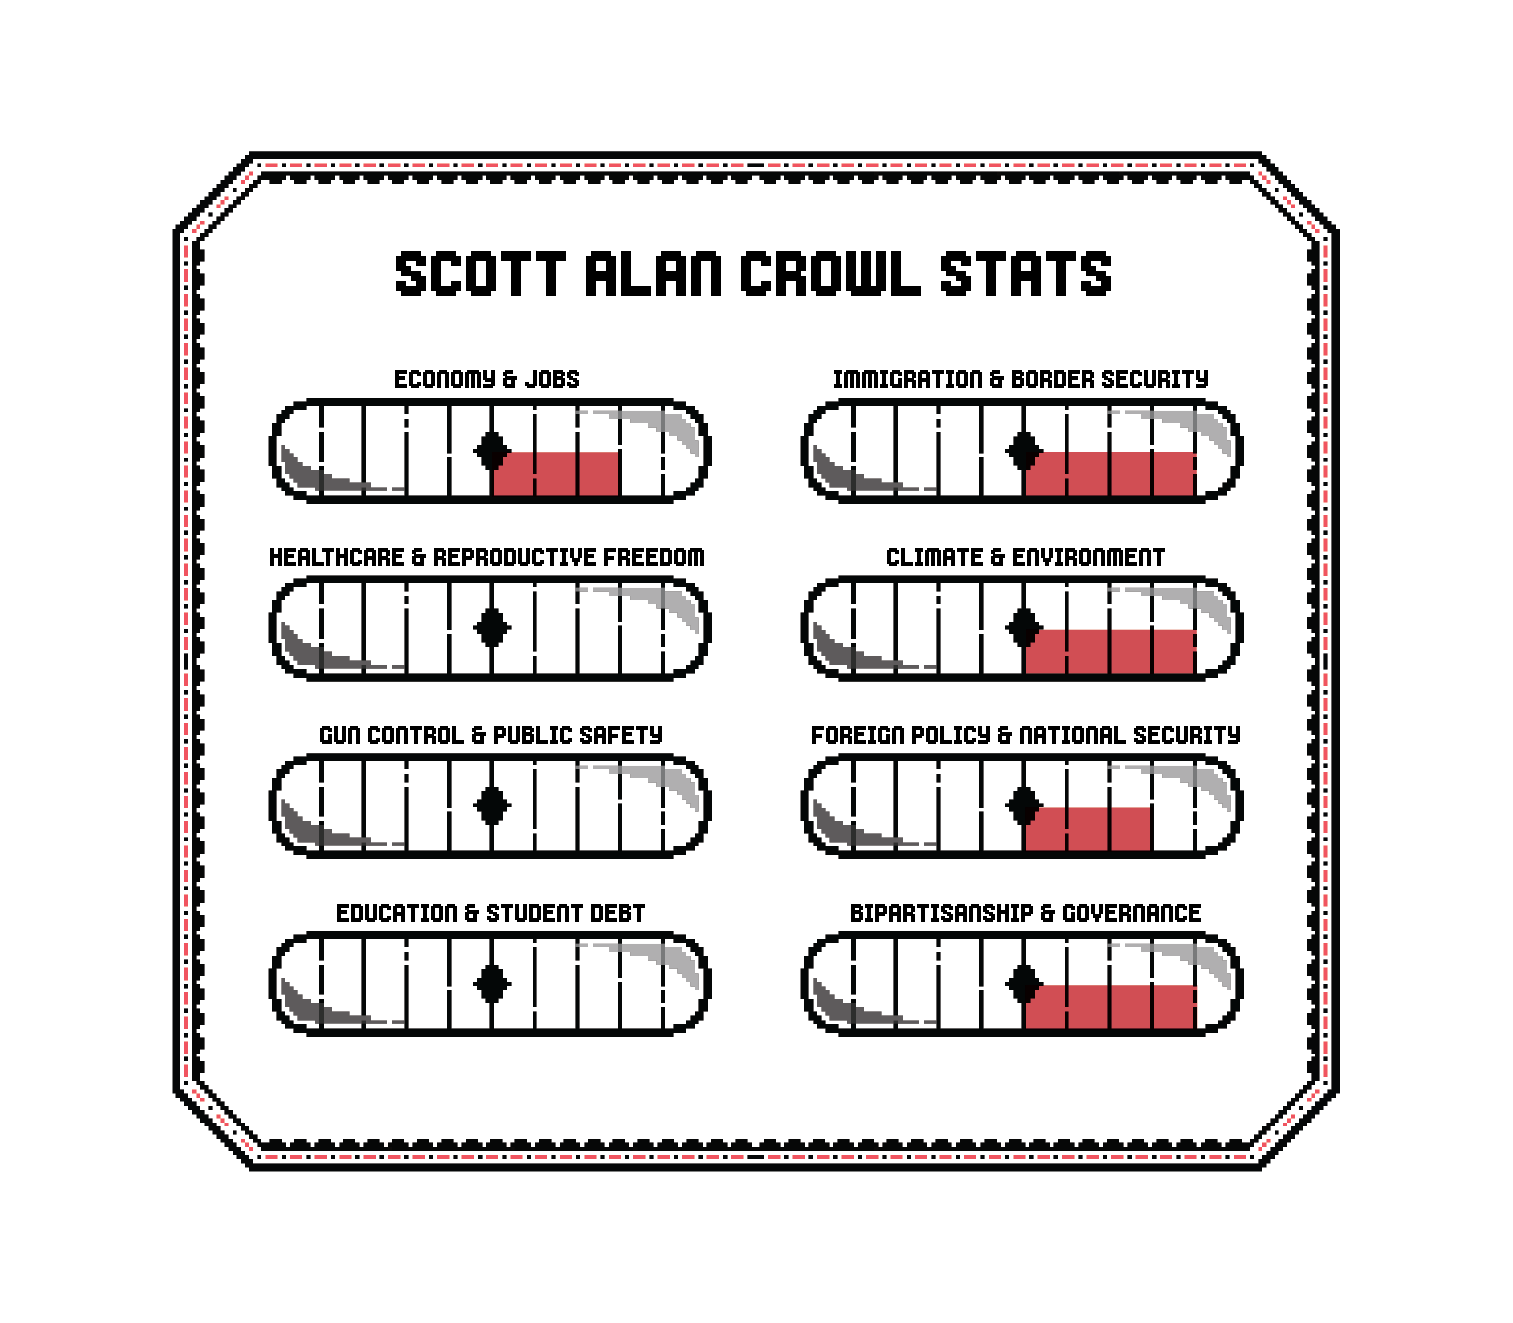 SCOTT ALAN CROWL STATS
ECONOMY & JOBS
IMMIGRATION & BORDER SECURITY
HEALTHCARE & REPRODUCTIVE FREEDOM
CLIMATE & ENVIRONMENT
GUN CONTROL & PUBLIC SAFETY
FOREIGN POLICY & NATIONAL SECURITY
EDUCATION & STUDENT DEBT
BIPARTISANSHIP & GOVERNANCE